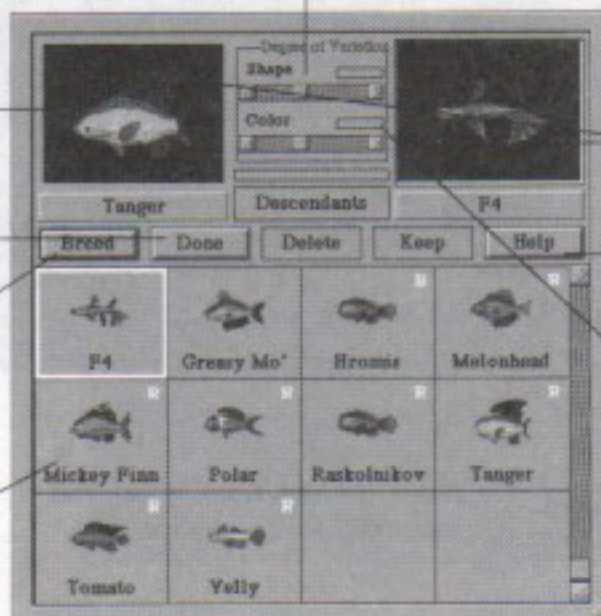 Degree of Variation
Shape
Color
Tanger
Descendants
F4
Breed
Done
Delete
Keep
Help
F4
Greasy Mo'
Hromis
Melonhead
Mickey Finn
Polar
Raskolnikov
Tanger
Tomato
Yelly